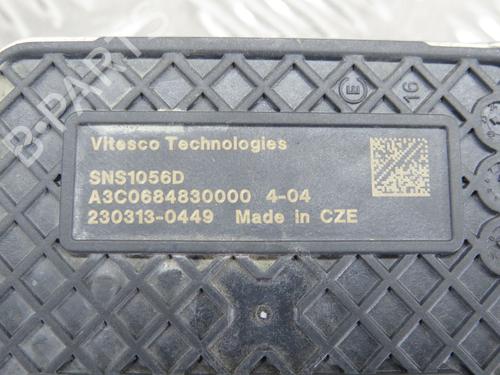 Vitesco Technologies
SNS1056D
A3C0684830000 4-04
230313-0449 Made in CZE
E
16
B-PARTS